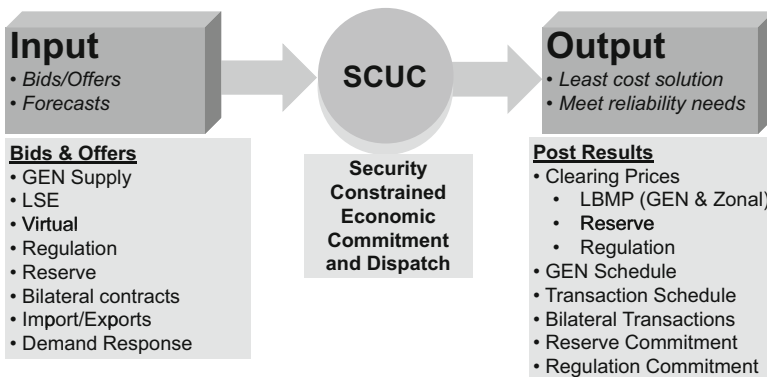 Input
• Bids/Offers
• Forecasts
SCUC
Output
• Least cost solution
• Meet reliability needs
Bids & Offers
• GEN Supply
• LSE
• Virtual
• Regulation
• Reserve
• Bilateral contracts
• Import/Exports
• Demand Response
Security
Constrained
Economic
Commitment
and Dispatch
Post Results
• Clearing Prices
• LBMP (GEN & Zonal)
• Reserve
• Regulation
• GEN Schedule
• Transaction Schedule
• Bilateral Transactions
• Reserve Commitment
• Regulation Commitment